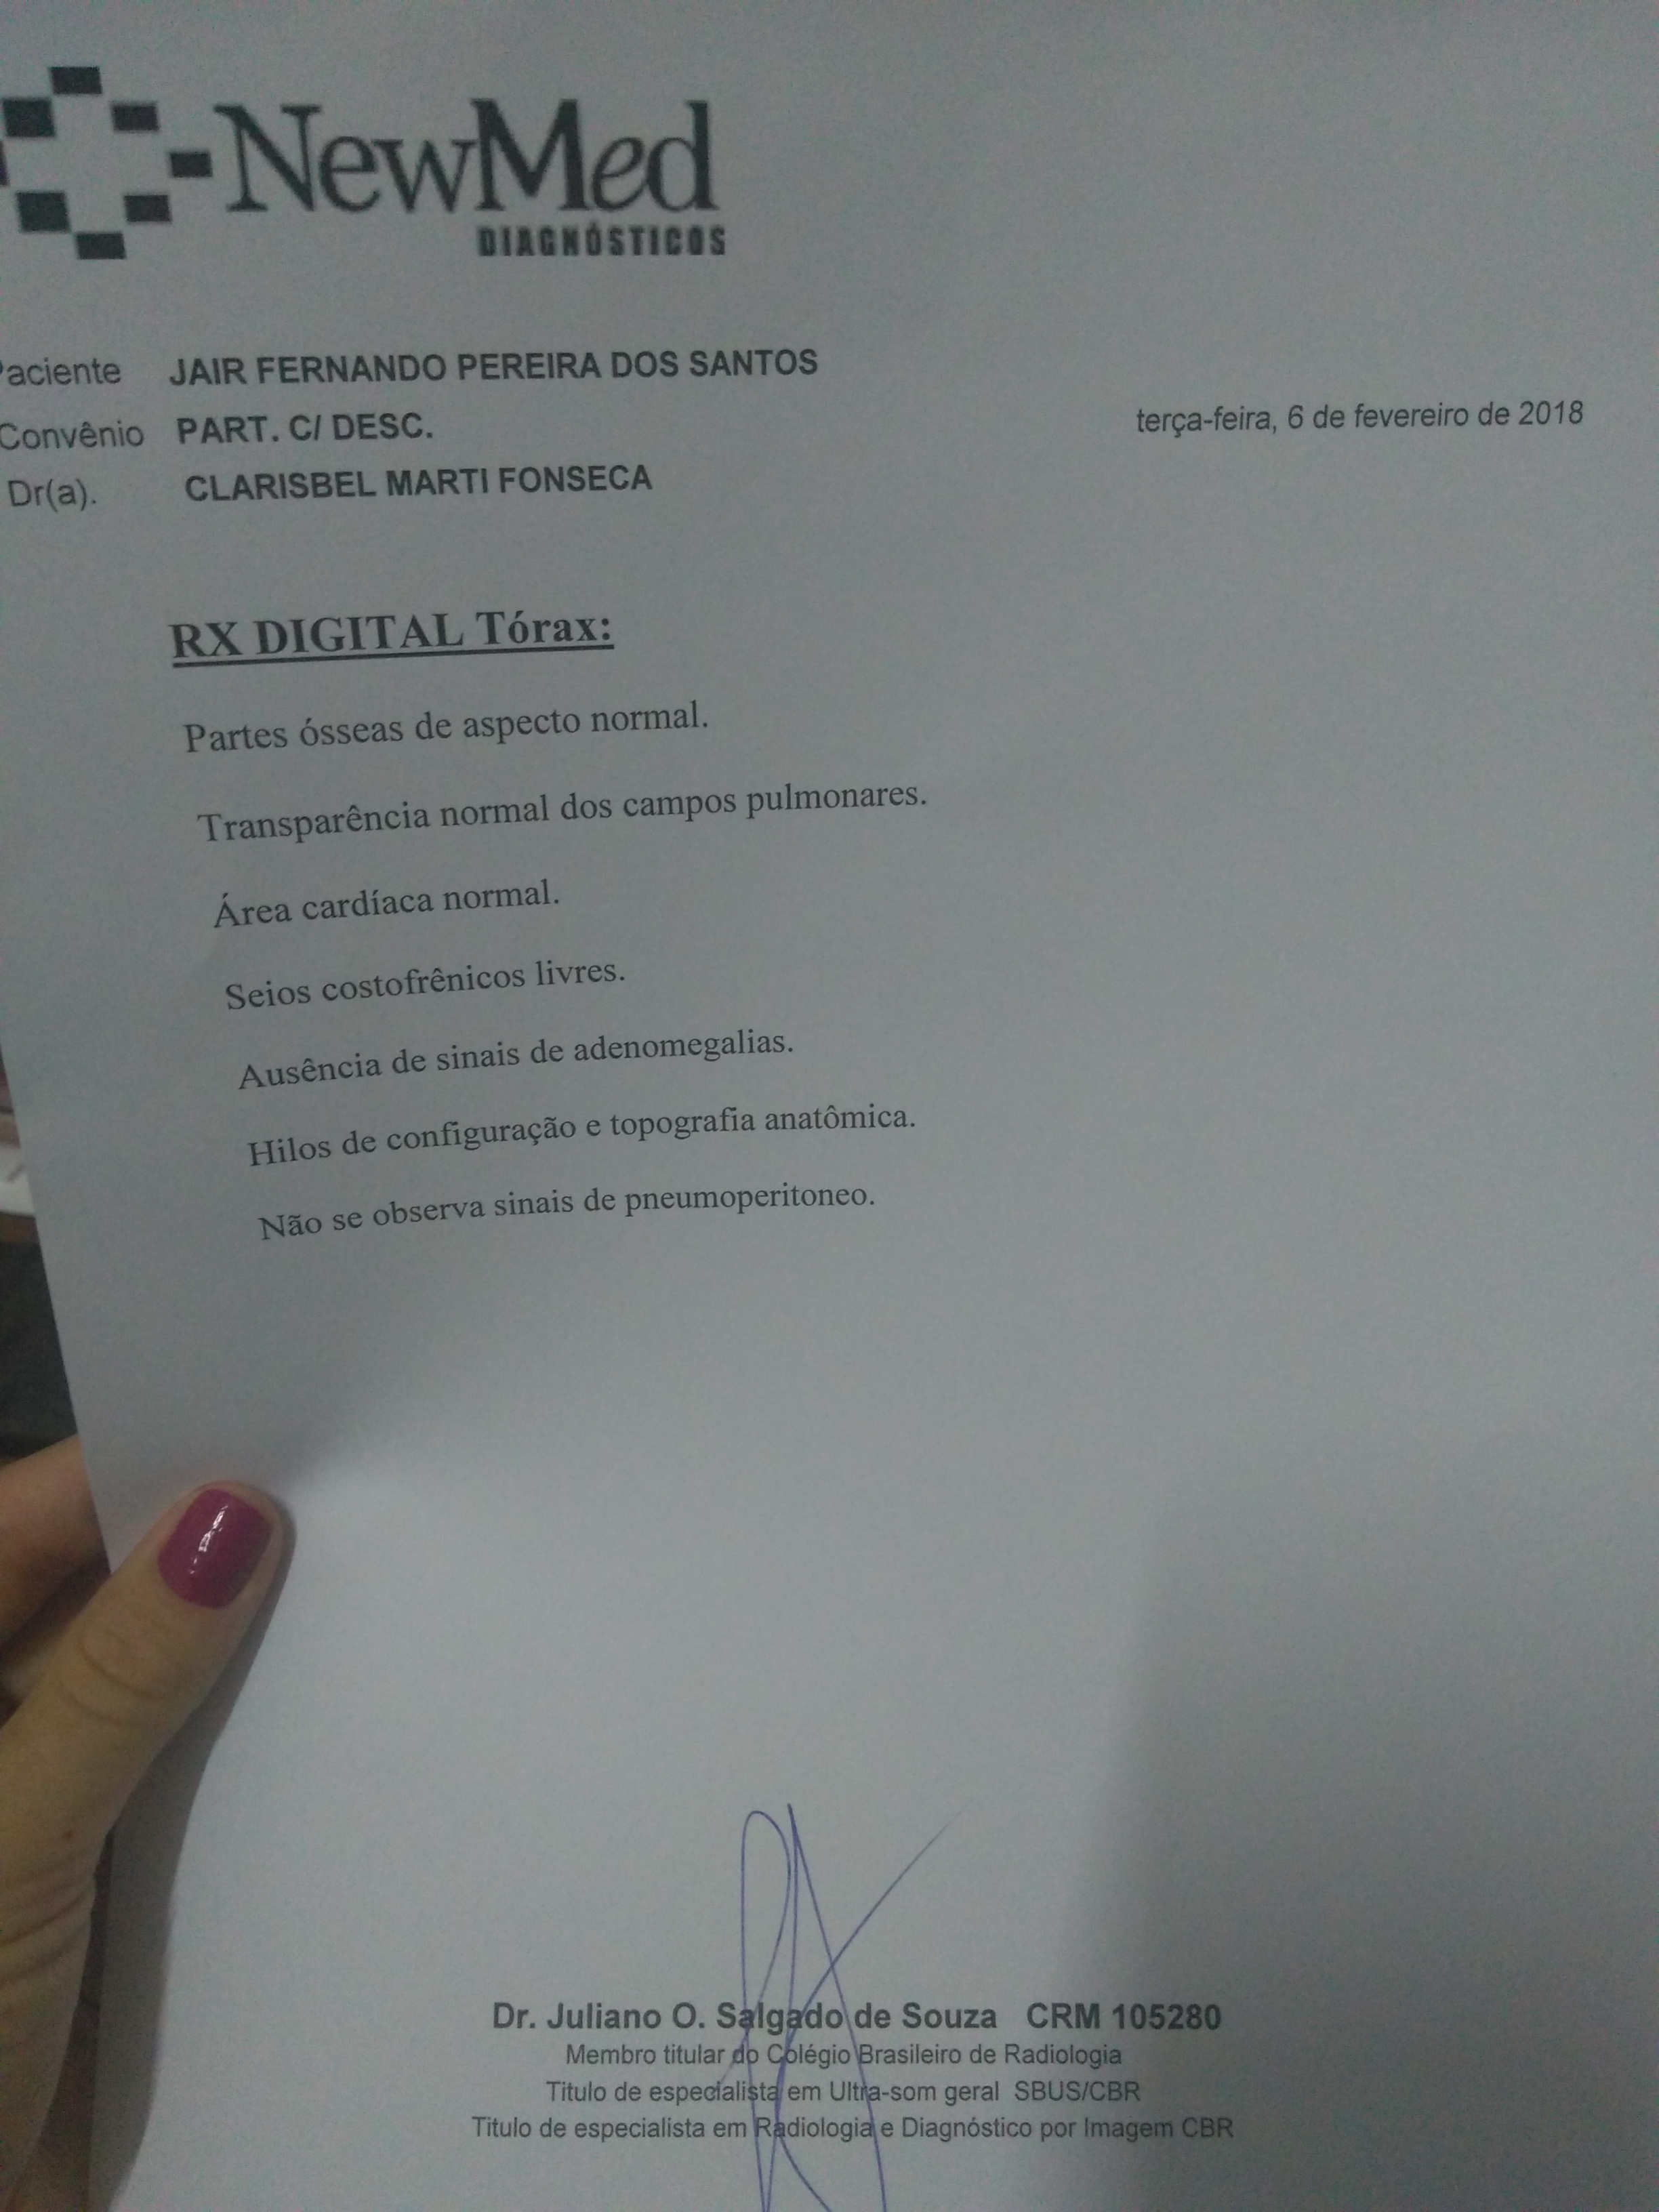 NewMed
DIAGNÓSTICOS
Paciente JAIR FERNANDO PEREIRA DOS SANTOS
Convênio PART. C/ DESC.
terça-feira, 6 de fevereiro de 2018
Dr(a). CLARISBEL MARTI FONSECA
RX DIGITAL Tórax:
Partes ósseas de aspecto normal.
Transparência normal dos campos pulmonares.
Área cardíaca normal.
Seios costofrênicos livres.
Ausência de sinais de adenomegalias.
Hilos de configuração e topografia anatômica.
Não se observa sinais de pneumoperitoneo.
Dr. Juliano O. Salgado de Souza CRM 105280
Membro titular do Colégio Brasileiro de Radiologia
Titulo de especialista em Ultra-som geral SBUS/CBR
Titulo de especialista em Radiologia e Diagnóstico por Imagem CBR